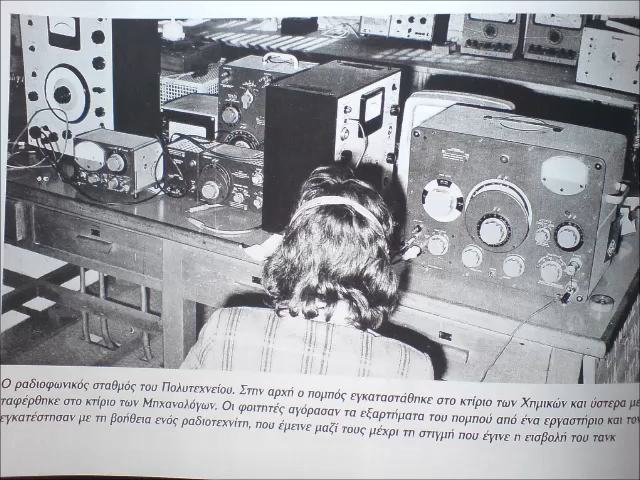 Ο ραδιοφωνικός σταθμός του Πολυτεχνείου. Στην αρχή ο πομπός εγκαταστάθηκε στο κτίριο των Χημικών και ύστερα με
ταφέρθηκε στο κτίριο των Μηχανολόγων. Οι φοιτητές αγόρασαν τα εξαρτήματα του πομπού από ένα εργαστήριο και τον
εγκατέστησαν με τη βοήθεια ενός ραδιοτεχνίτη, που έμεινε μαζί τους μέχρι τη στιγμή που έγινε η εισβολή του τανκ